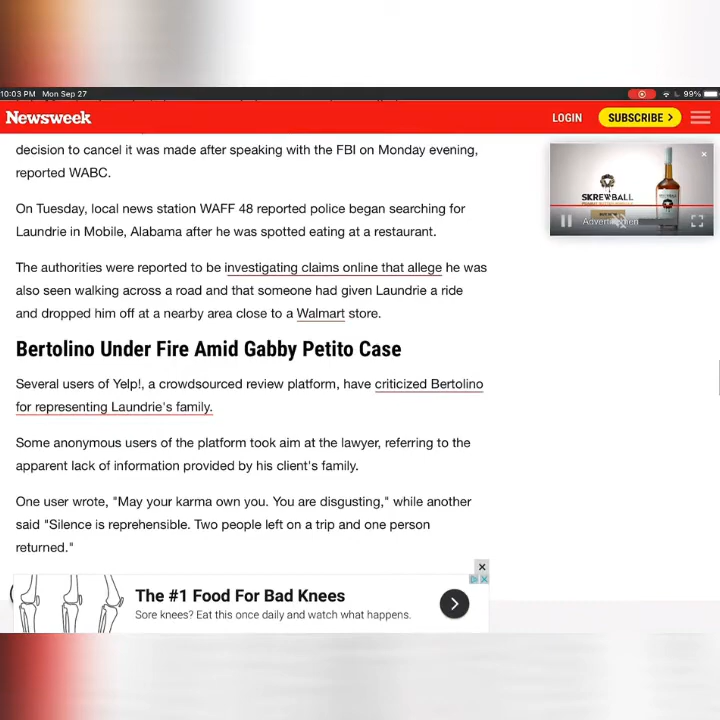 10:03 PM Mon Sep 27
99%
Newsweek
LOGIN
SUBSCRIBE
decision to cancel it was made after speaking with the FBI on Monday evening,
reported WABC.
SKREWBALL
On Tuesday, local news station WAFF 48 reported police began searching for
Laundrie in Mobile, Alabama after he was spotted eating at a restaurant.
The authorities were reported to be investigating claims online that allege he was
also seen walking across a road and that someone had given Laundrie a ride
and dropped him off at a nearby area close to a Walmart store.
Bertolino Under Fire Amid Gabby Petito Case
Several users of Yelp!, a crowdsourced review platform, have criticized Bertolino
for representing Laundrie's family.
Some anonymous users of the platform took aim at the lawyer, referring to the
apparent lack of information provided by his client's family.
One user wrote, "May your karma own you. You are disgusting," while another
said "Silence is reprehensible. Two people left on a trip and one person
returned."
The #1 Food For Bad Knees
Sore knees? Eat this once daily and watch what happens.